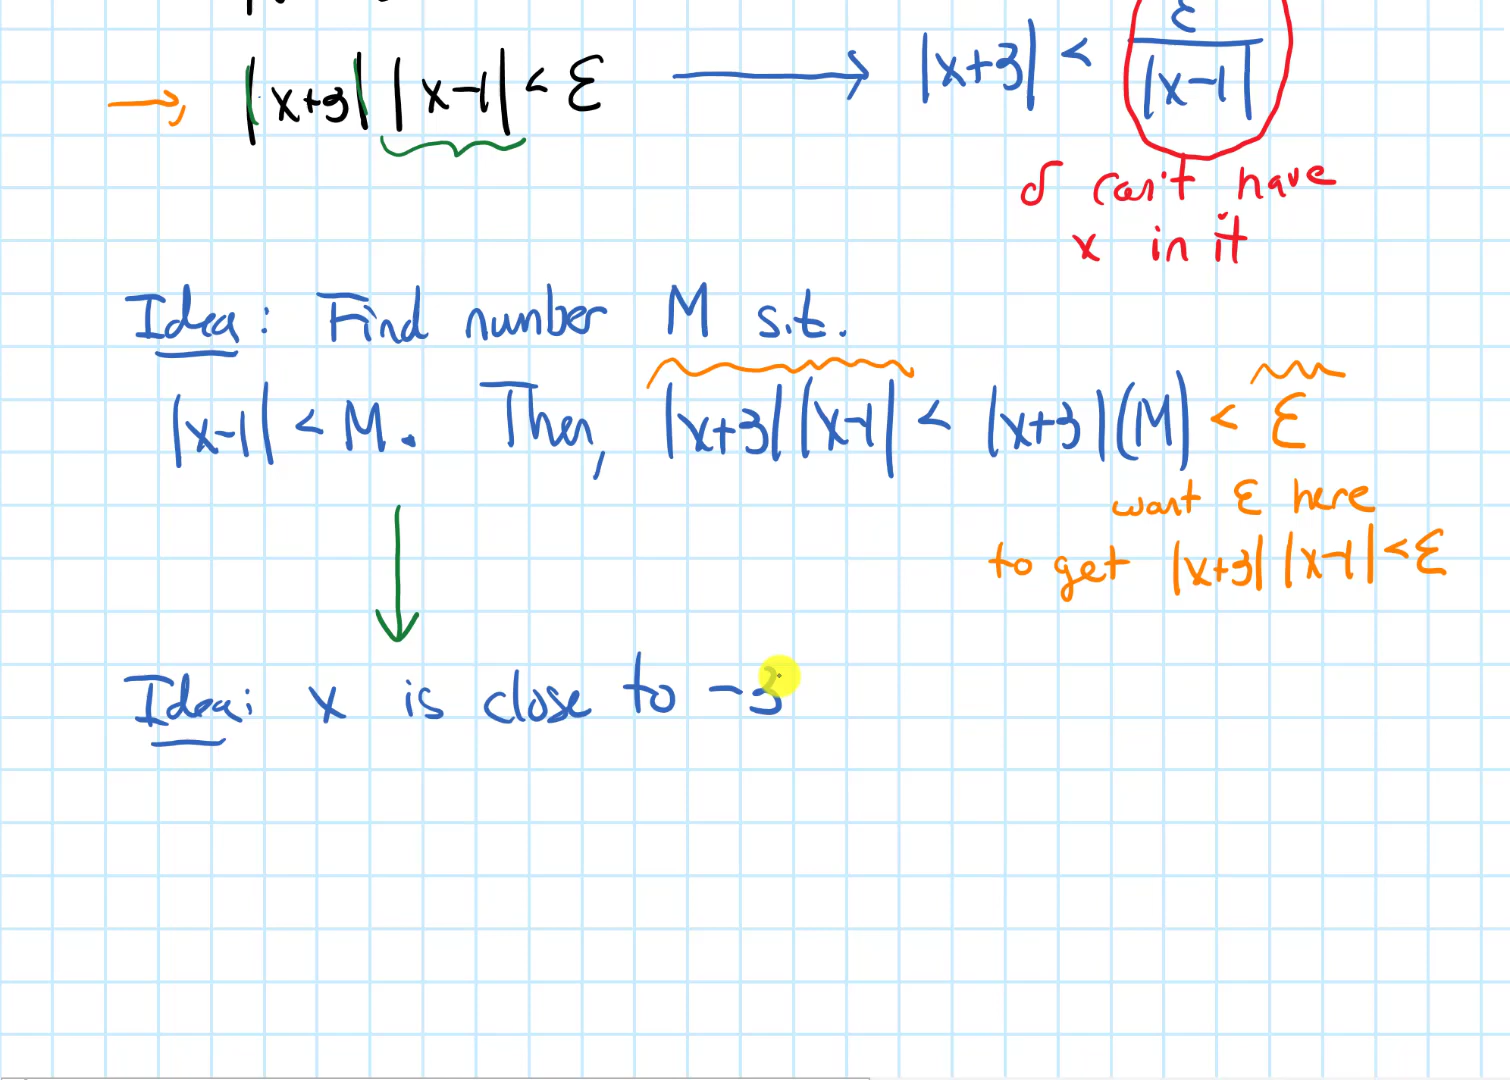 |x+3| |x-1| < ε → |x+3| < ε/|x-1|
δ can't have
x in it
Idea: Find number M s.t.
|x-1| < M. Then, |x+3||x-1| < |x+3|(M) < ε
want ε here
to get |x+3| |x-1| < ε
Idea: x is close to -3